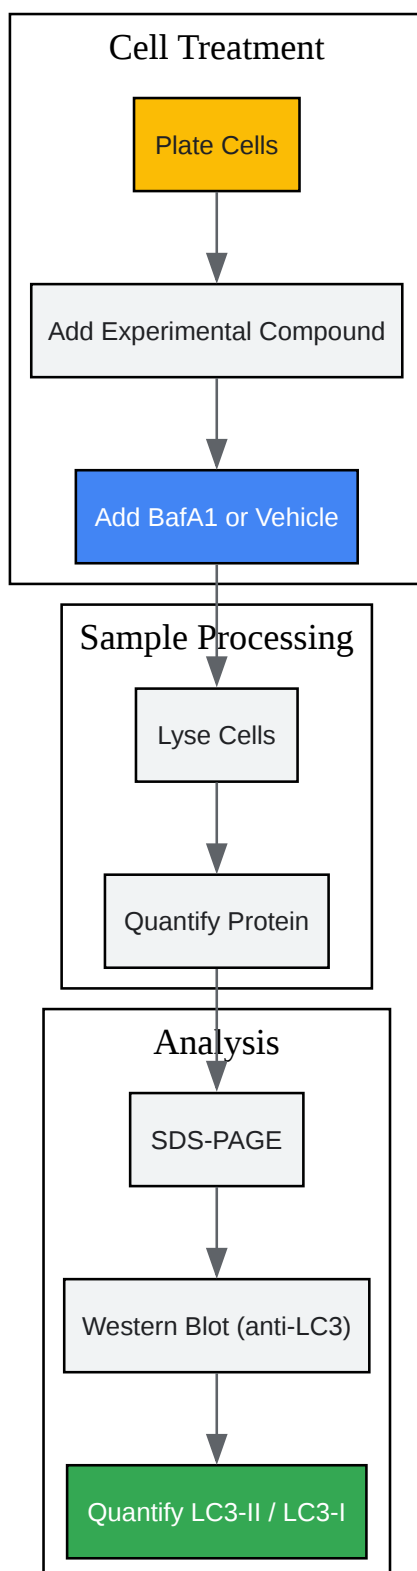 Cell Treatment
Plate Cells
Add Experimental Compound
Add BafA1 or Vehicle
Sample Processing
Lyse Cells
Quantify Protein
Analysis
SDS-PAGE
Western Blot (anti-LC3)
Quantify LC3-II / LC3-I